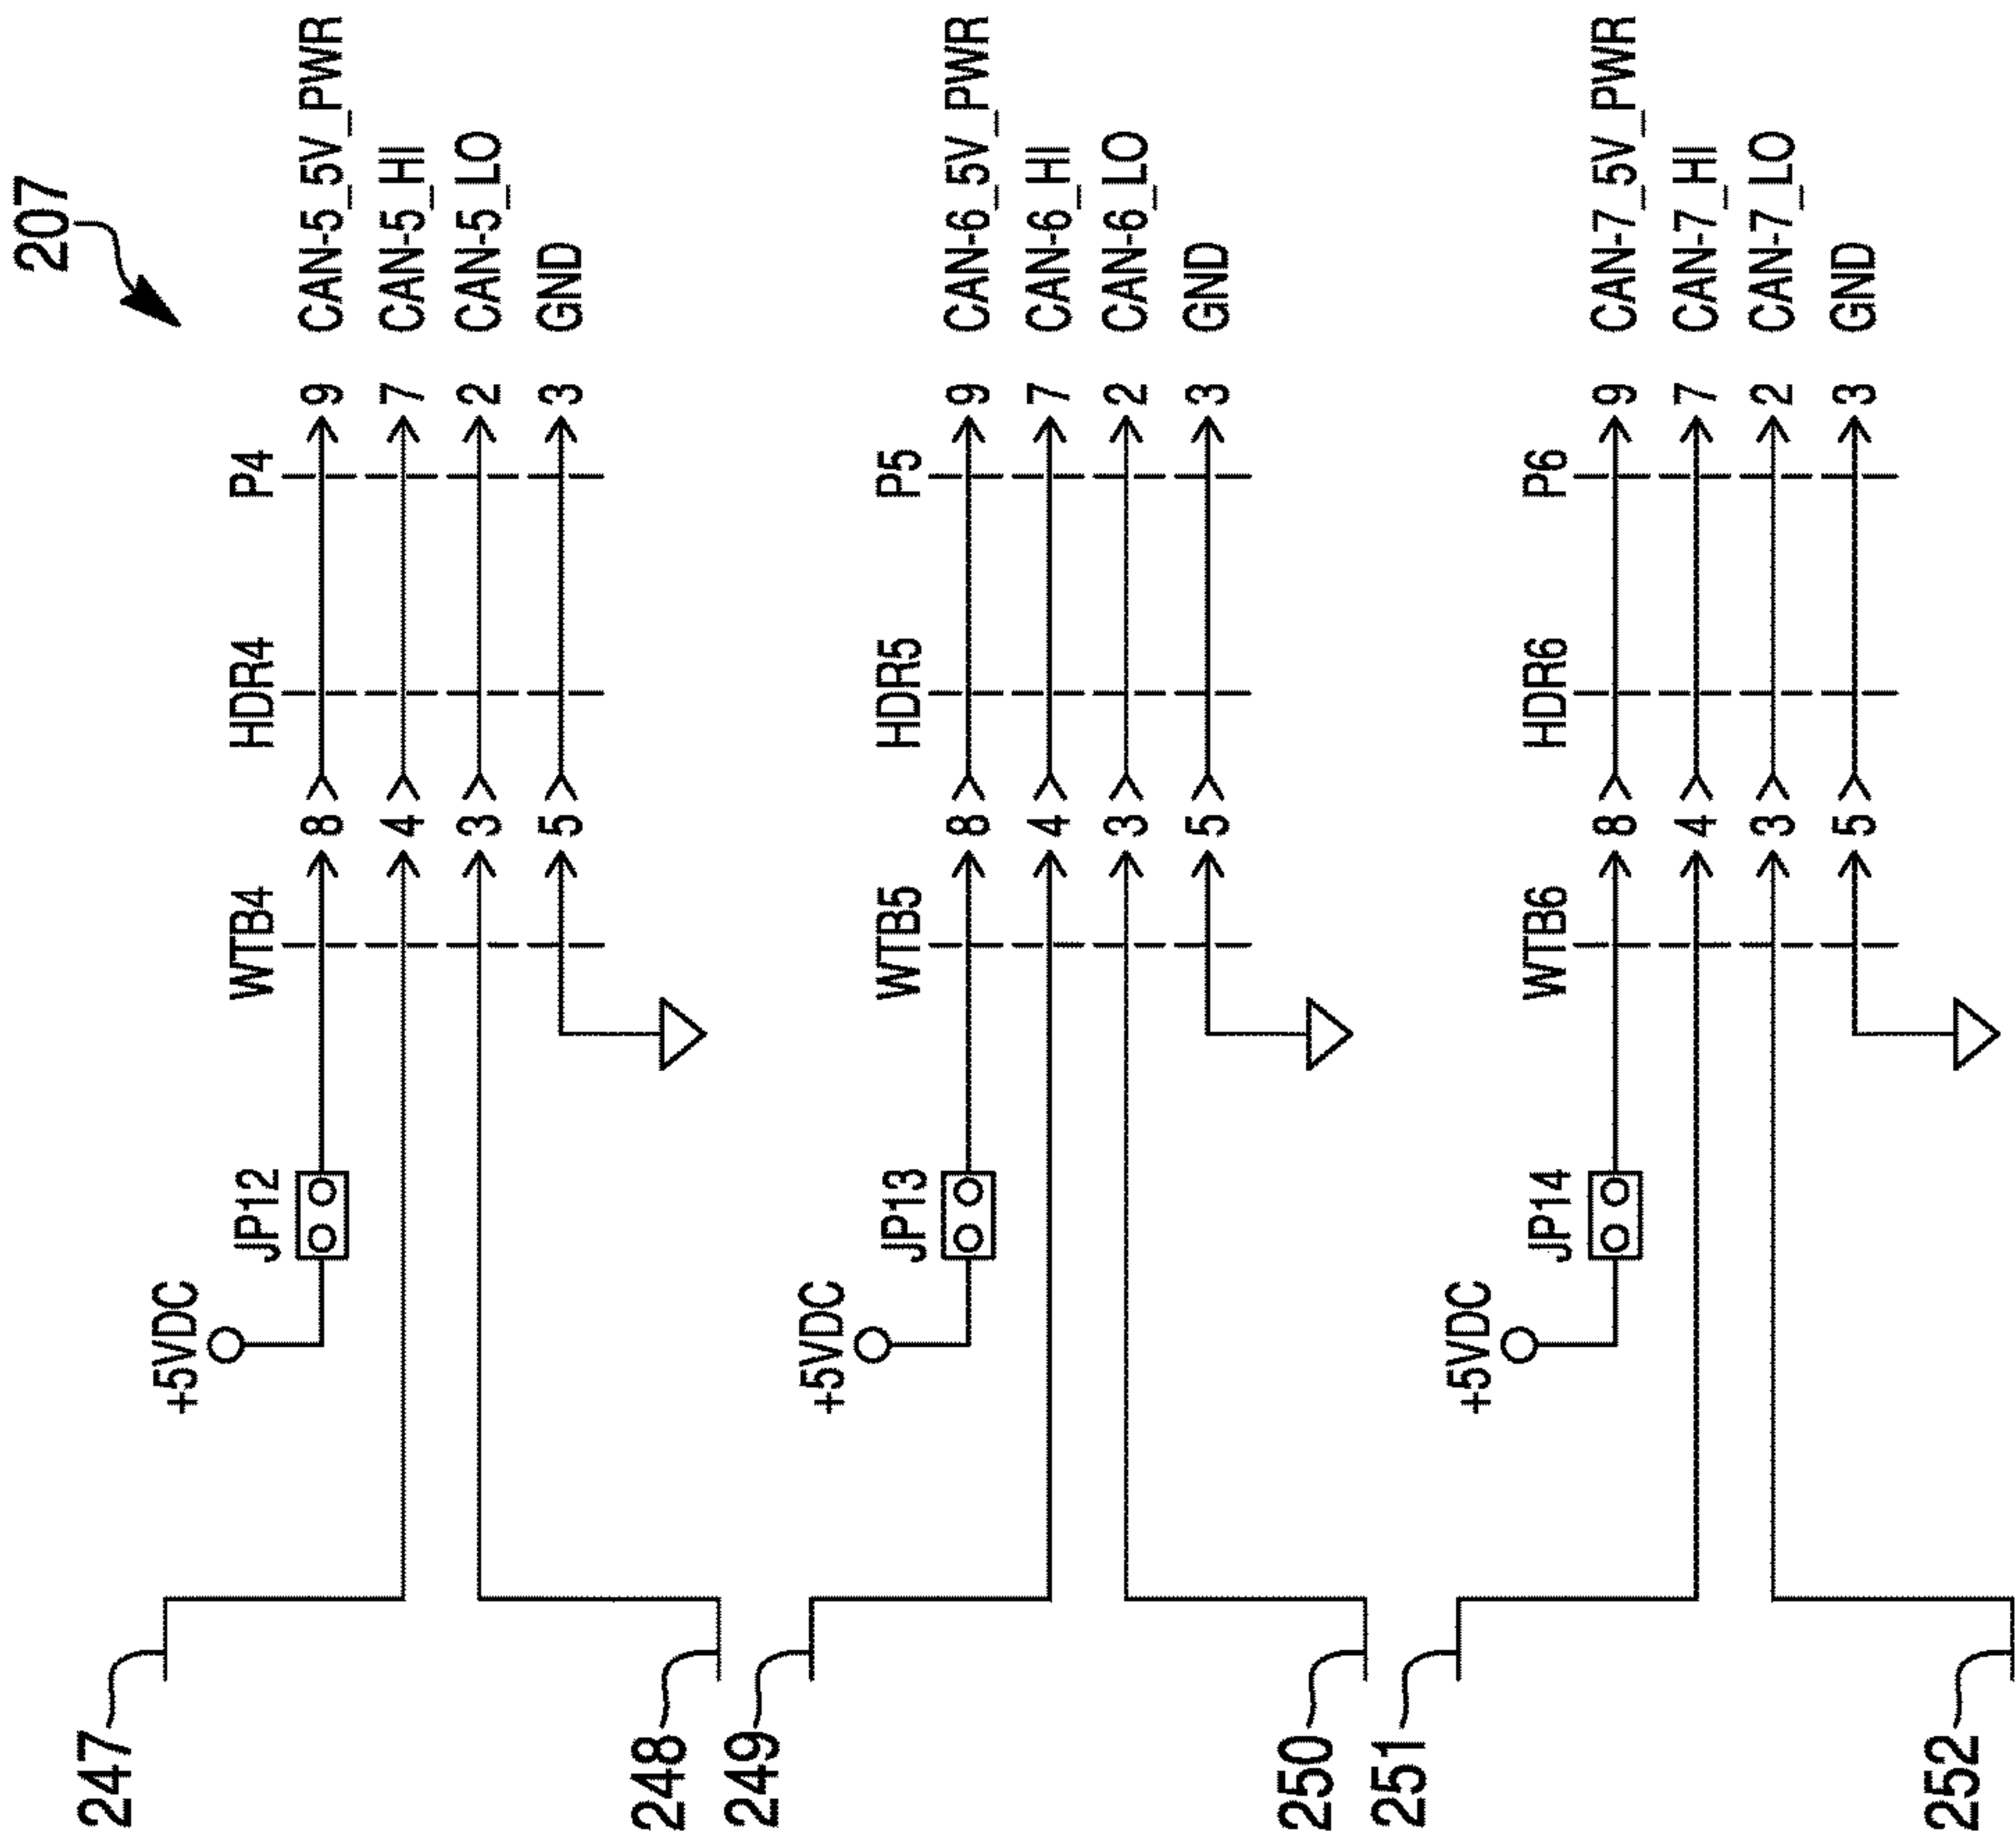 207
+5VDC
JP12
WTB4
HDR4
P4
8
9
CAN-5_5V_PWR
4
7
CAN-5_HI
3
2
CAN-5_LO
5
3
GND
247
248
+5VDC
JP13
WTB5
HDR5
P5
8
9
CAN-6_5V_PWR
4
7
CAN-6_HI
3
2
CAN-6_LO
5
3
GND
249
250
+5VDC
JP14
WTB6
HDR6
P6
8
9
CAN-7_5V_PWR
4
7
CAN-7_HI
3
2
CAN-7_LO
5
3
GND
251
252